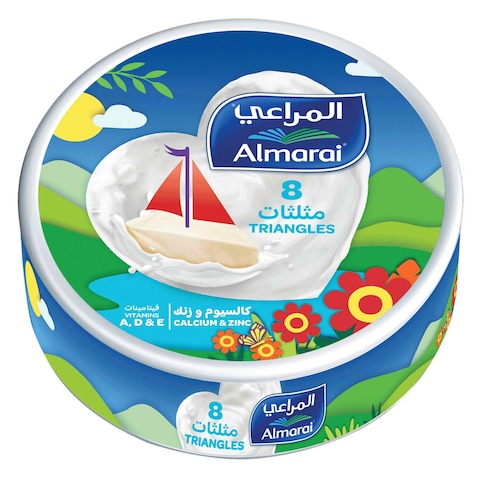 المراعي
Almarai
8
مثلثات
TRIANGLES
كالسيوم و زنك | فيتامينات
CALCIUM & ZINC | VITAMINS
A, D & E
8
مثلثات
TRIANGLES
المراعي
Almarai